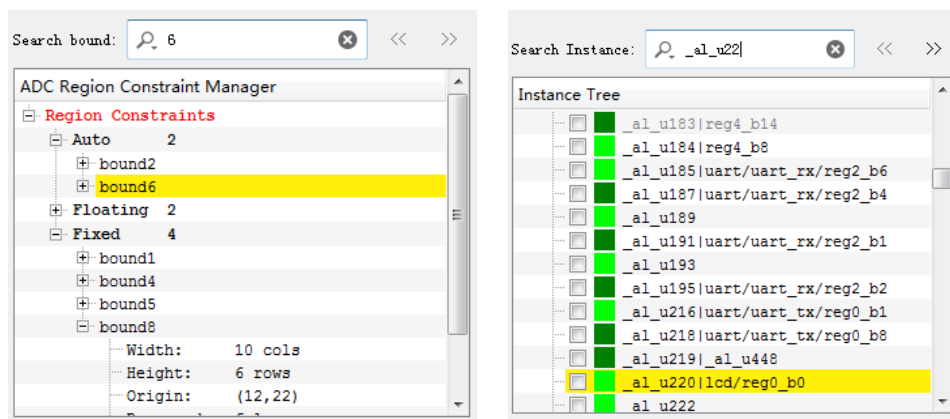 Search bound: 6
<< >>
ADC Region Constraint Manager
Region Constraints
Auto 2
bound2
bound6
Floating 2
Fixed 4
bound1
bound4
bound5
bound8
Width: 10 cols
Height: 6 rows
Origin: (12,22)
Search Instance: _al_u22
<< >>
Instance Tree
_al_u183|reg4_b14
_al_u184|reg4_b8
_al_u185|uart/uart_rx/reg2_b6
_al_u187|uart/uart_rx/reg2_b4
_al_u189
_al_u191|uart/uart_rx/reg2_b1
_al_u193
_al_u195|uart/uart_rx/reg2_b2
_al_u216|uart/uart_tx/reg0_b1
_al_u218|uart/uart_tx/reg0_b8
_al_u219|_al_u448
_al_u220|lcd/reg0_b0
_al_u222